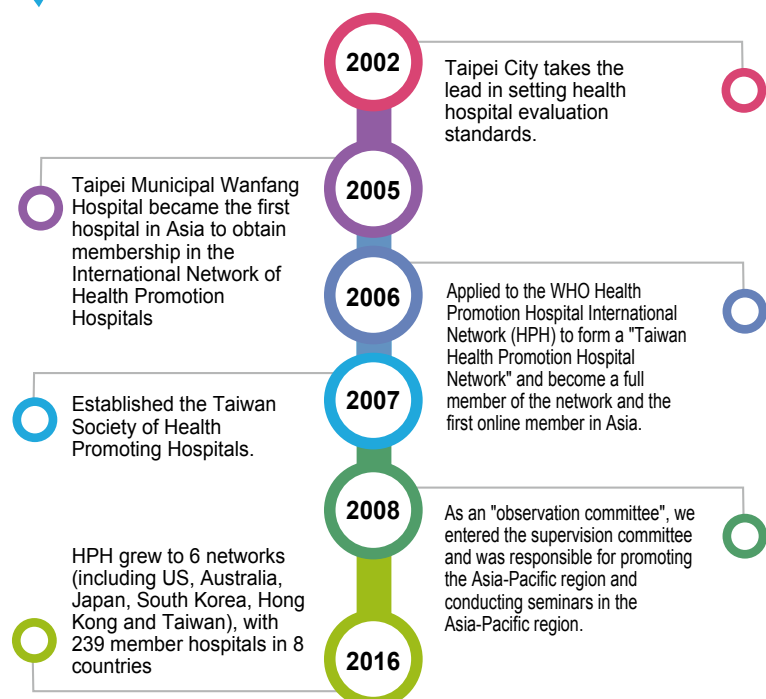 2002
Taipei City takes the
lead in setting health
hospital evaluation
standards.
2005
Taipei Municipal Wanfang
Hospital became the first
hospital in Asia to obtain
membership in the
International Network of
Health Promotion
Hospitals
2006
Applied to the WHO Health
Promotion Hospital International
Network (HPH) to form a "Taiwan
Health Promotion Hospital
Network" and become a full
member of the network and the
first online member in Asia.
2007
Established the Taiwan
Society of Health
Promoting Hospitals.
2008
As an "observation committee", we
entered the supervision committee
and was responsible for promoting
the Asia-Pacific region and
conducting seminars in the
Asia-Pacific region.
HPH grew to 6 networks
(including US, Australia,
Japan, South Korea, Hong
Kong and Taiwan), with
239 member hospitals in 8
countries
2016